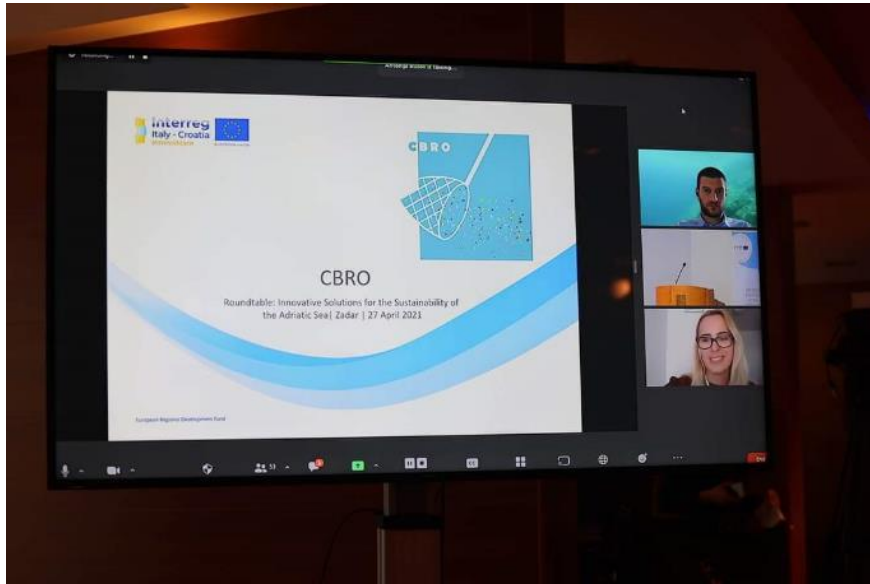 Interreg
Italy - Croatia
CBRO
CBRO
Roundtable: Innovative Solutions for the Sustainability of
the Adriatic Sea| Zadar | 27 April 2021
European Regional Development Fund